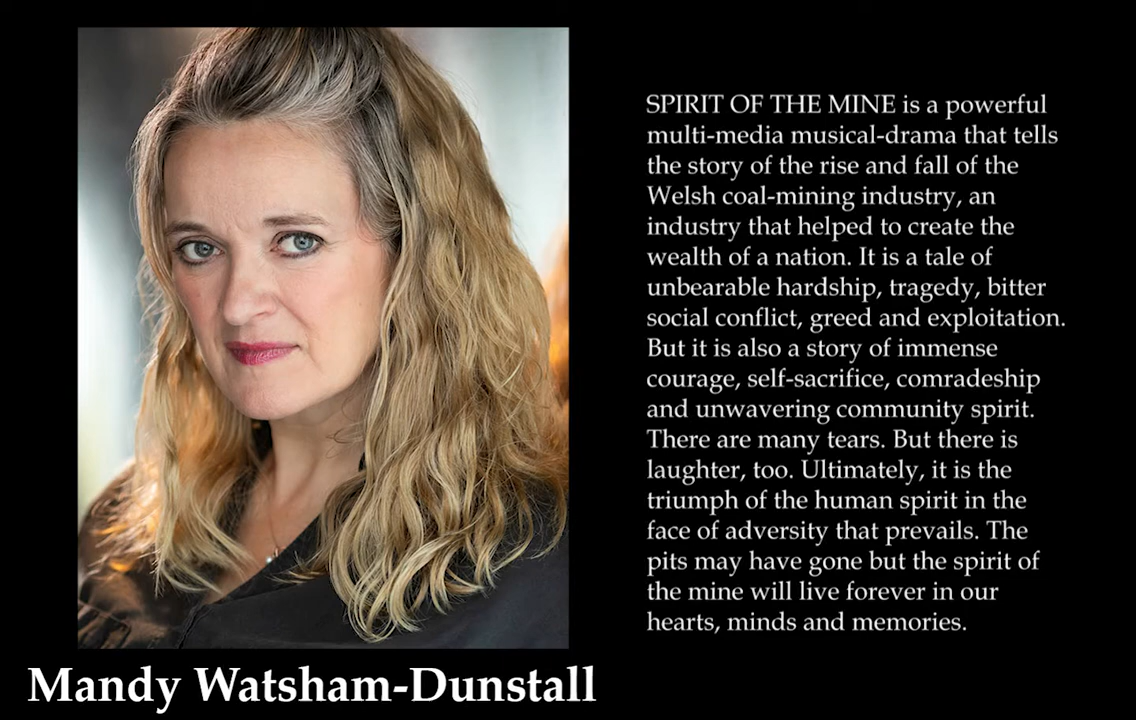 SPIRIT OF THE MINE is a powerful
multi-media musical-drama that tells
the story of the rise and fall of the
Welsh coal-mining industry, an
industry that helped to create the
wealth of a nation. It is a tale of
unbearable hardship, tragedy, bitter
social conflict, greed and exploitation.
But it is also a story of immense
courage, self-sacrifice, comradeship
and unwavering community spirit.
There are many tears. But there is
laughter, too. Ultimately, it is the
triumph of the human spirit in the
face of adversity that prevails. The
pits may have gone but the spirit of
the mine will live forever in our
hearts, minds and memories.
Mandy Watsham-Dunstall